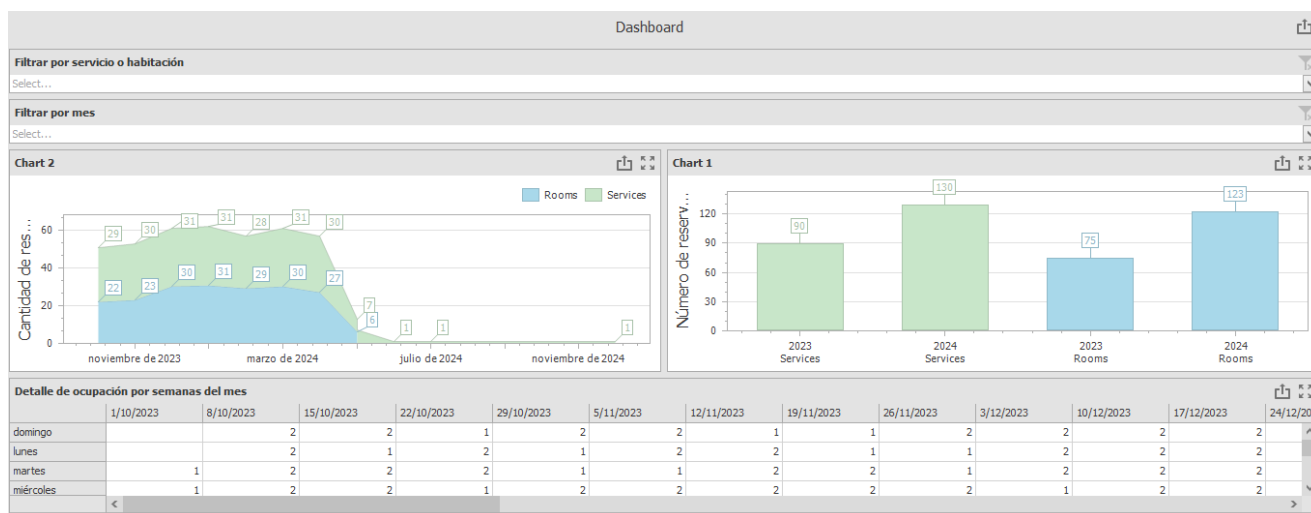 Dashboard
Filtrar por servicio o habitación
Select...
Filtrar por mes
Select...
Chart 2
Rooms Services
Cantidad de res...
60
40
20
0
29 30 31 31 28 31 30 7 1 1 1
22 23 30 31 29 30 27 6
noviembre de 2023 marzo de 2024 julio de 2024 noviembre de 2024
Chart 1
Número de reserv...
120
90
60
30
0
90 130 75 123
2023 2024 2023 2024
Services Services Rooms Rooms
Detalle de ocupación por semanas del mes
1/10/2023 8/10/2023 15/10/2023 22/10/2023 29/10/2023 5/11/2023 12/11/2023 19/11/2023 26/11/2023 3/12/2023 10/12/2023 17/12/2023 24/12/20
domingo 2 2 1 2 2 1 1 2 2 2 2
lunes 2 1 2 1 2 2 1 1 2 2 2
martes 1 2 2 2 1 1 2 2 1 2 2 2
miércoles 1 2 2 1 2 2 2 2 2 1 2 2